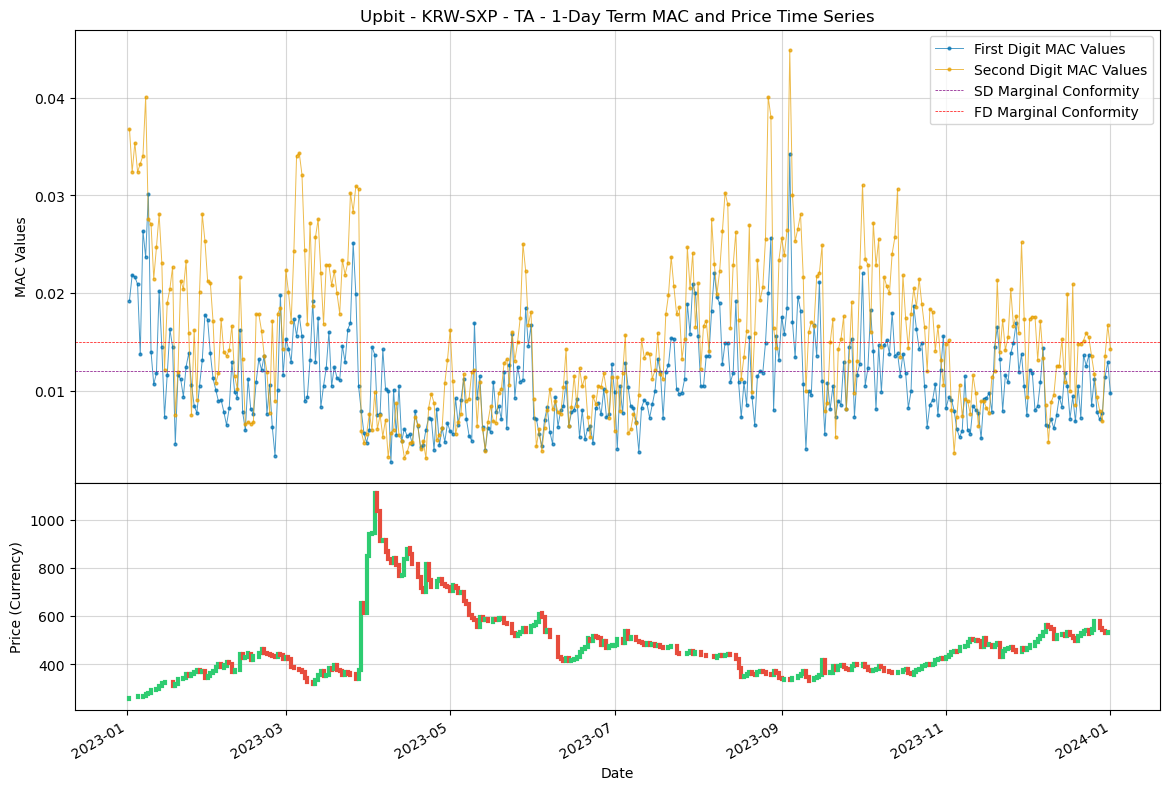 Upbit - KRW-SXP - TA - 1-Day Term MAC and Price Time Series
First Digit MAC Values
Second Digit MAC Values
SD Marginal Conformity
FD Marginal Conformity
MAC Values
0.04
0.03
0.02
0.01
Price (Currency)
1000
800
600
400
2023-01
2023-03
2023-05
2023-07
2023-09
2023-11
2024-01
Date